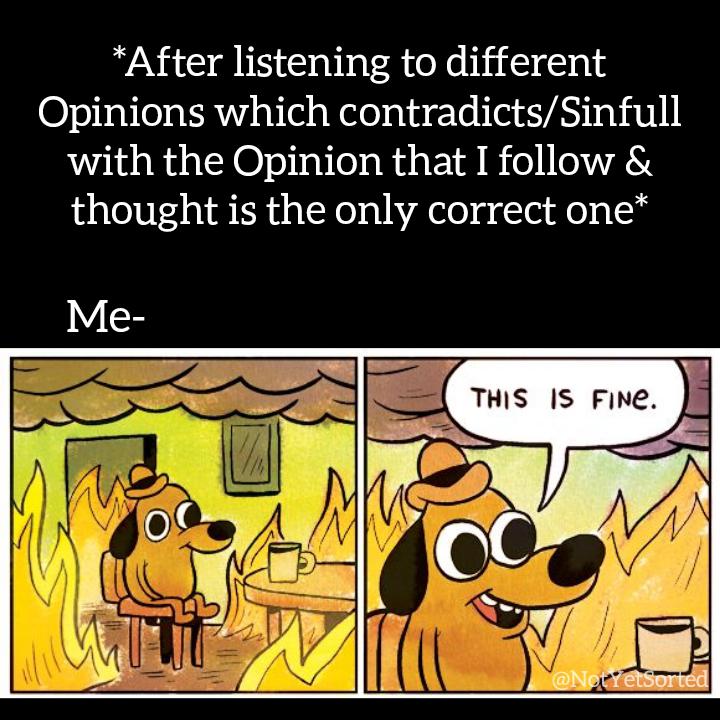 *After listening to different
Opinions which contradicts/Sinfull
with the Opinion that I follow &
thought is the only correct one*
Me-
THIS IS FINE.
@NotYetSorted